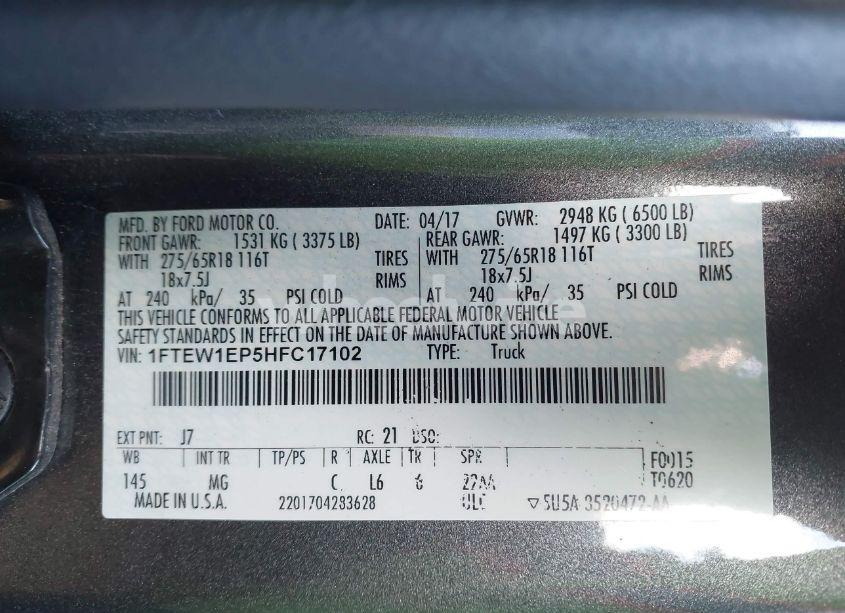 MFD. BY FORD MOTOR CO. DATE: 04/17 GVWR: 2948 KG ( 6500 LB)
FRONT GAWR: 1531 KG ( 3375 LB) REAR GAWR: 1497 KG ( 3300 LB)
WITH 275/65R18 116T TIRES WITH 275/65R18 116T TIRES
18x7.5J RIMS 18x7.5J RIMS
AT 240 kPa/ 35 PSI COLD AT 240 kPa/ 35 PSI COLD
THIS VEHICLE CONFORMS TO ALL APPLICABLE FEDERAL MOTOR VEHICLE
SAFETY STANDARDS IN EFFECT ON THE DATE OF MANUFACTURE SHOWN ABOVE.
VIN: 1FTEW1EP5HFC17102 TYPE: Truck
EXT PNT: J7 RC: 21 DSO:
WB INT TR TP/PS R AXLE TR SPR F0015
145 MG C L6 6 22AA T0620
MADE IN U.S.A. 2201704283628 ULC 5U5A-3520472-AA